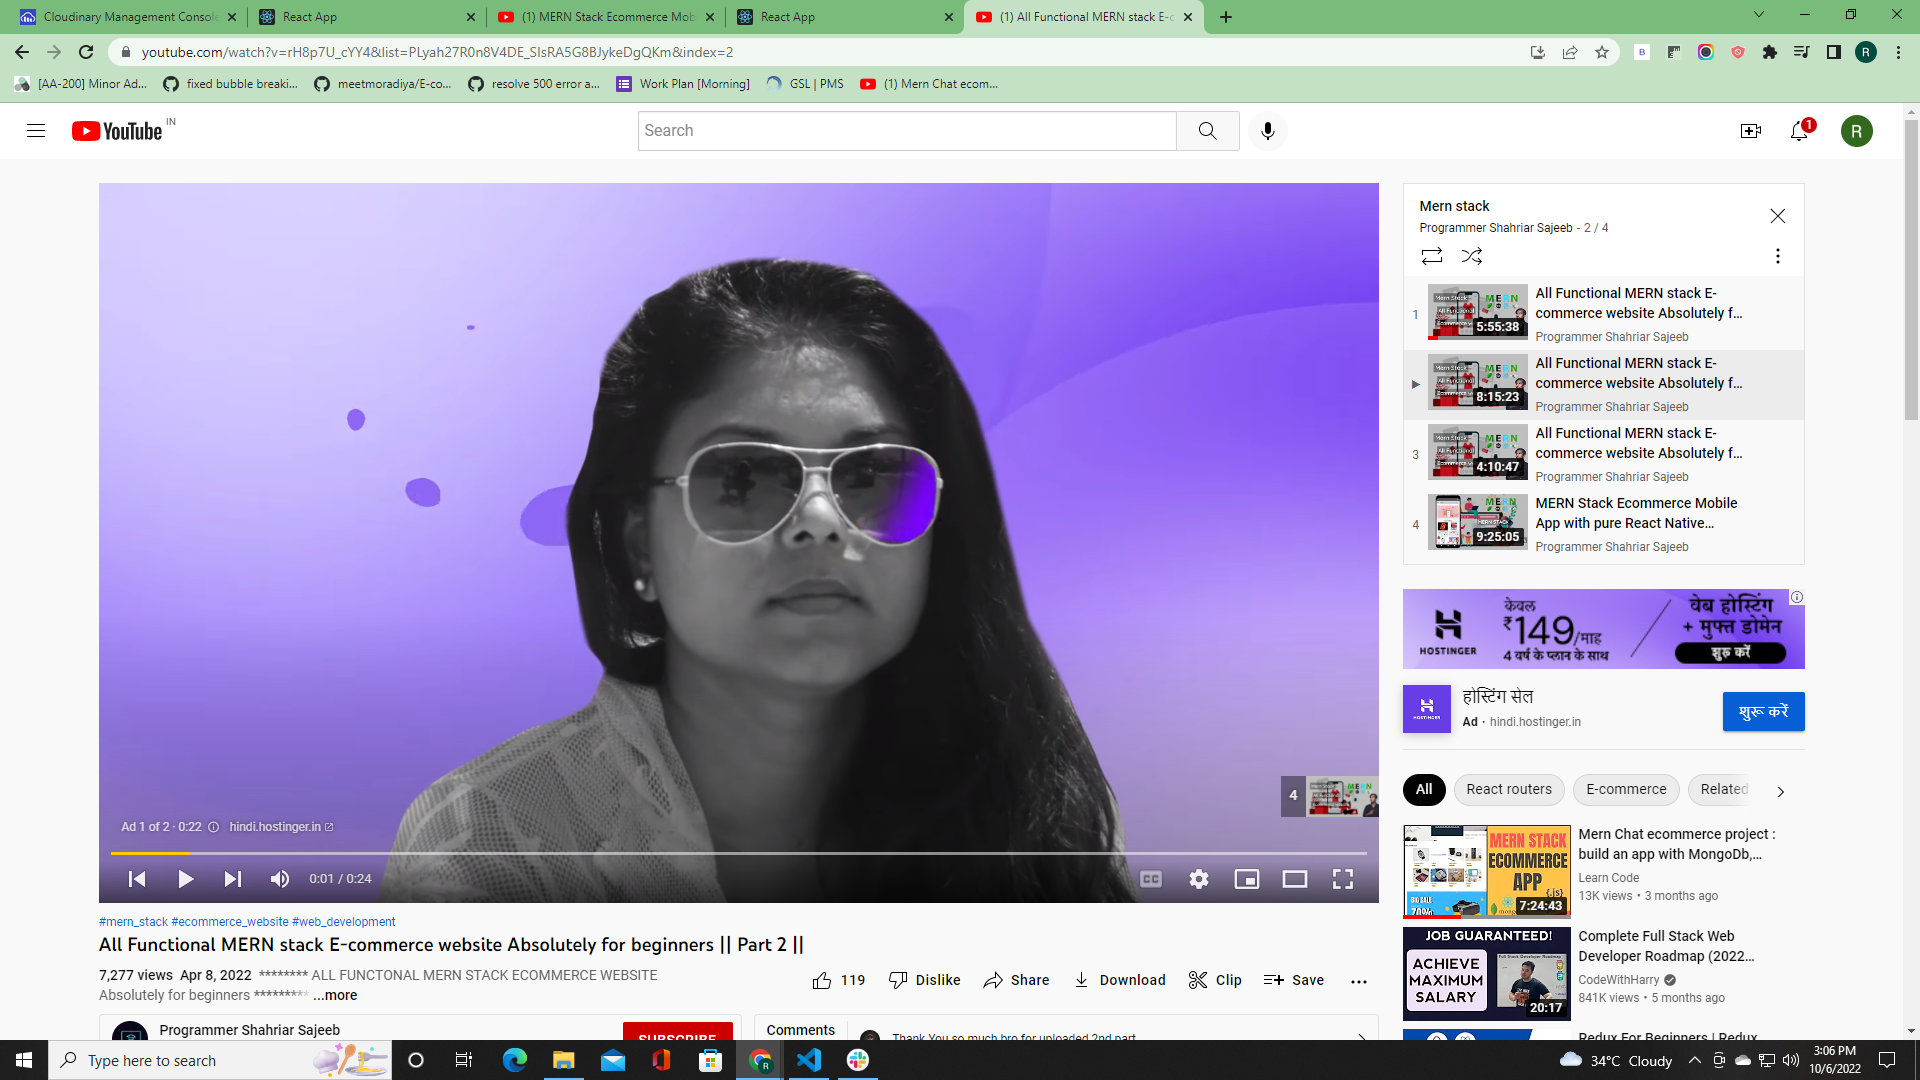 Cloudinary Management Console
React App
(1) MERN Stack Ecommerce Mob
React App
(1) All Functional MERN stack E-c
youtube.com/watch?v=rH8p7U_cYY4&list=PLyah27R0n8V4DE_SIsRA5G8BJykeDgQKm&index=2
R
[AA-200] Minor Ad...
fixed bubble breaki...
meetmoradiya/E-co...
resolve 500 error a...
Work Plan [Morning]
GSL | PMS
(1) Mern Chat ecom...
YouTube IN
Search
1
R
Mern stack
Programmer Shahriar Sajeeb - 2 / 4
1
5:55:38
All Functional MERN stack E-
commerce website Absolutely f...
Programmer Shahriar Sajeeb
8:15:23
All Functional MERN stack E-
commerce website Absolutely f...
Programmer Shahriar Sajeeb
3
4:10:47
All Functional MERN stack E-
commerce website Absolutely f...
Programmer Shahriar Sajeeb
4
9:25:05
MERN Stack Ecommerce Mobile
App with pure React Native...
Programmer Shahriar Sajeeb
HOSTINGER
केवल
₹149/माह
4 वर्ष के प्लान के साथ
वेब होस्टिंग
+ मुफ्त डोमेन
शुरू करें
होस्टिंग सेल
Ad · hindi.hostinger.in
शुरू करें
All
React routers
E-commerce
Related
MERN STACK
ECOMMERCE
APP
7:24:43
Mern Chat ecommerce project :
build an app with MongoDb,...
Learn Code
13K views • 3 months ago
JOB GUARANTEED!
ACHIEVE
MAXIMUM
SALARY
20:17
Complete Full Stack Web
Developer Roadmap (2022...
CodeWithHarry
841K views • 5 months ago
Redux For Beginners | Redux
4
Ad 1 of 2 · 0:22
hindi.hostinger.in
0:01 / 0:24
CC
#mern_stack #ecommerce_website #web_development
All Functional MERN stack E-commerce website Absolutely for beginners || Part 2 ||
7,277 views Apr 8, 2022 ******** ALL FUNCTONAL MERN STACK ECOMMERCE WEBSITE
Absolutely for beginners ********* ...more
119
Dislike
Share
Download
Clip
Save
Programmer Shahriar Sajeeb
SUBSCRIBE
Comments
Thank You so much bro for uploaded 2nd part
Type here to search
34°C Cloudy
3:06 PM
10/6/2022